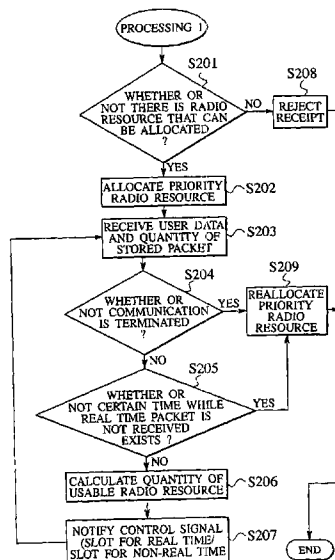 PROCESSING 1
S201
WHETHER OR
NOT THERE IS RADIO
RESOURCE THAT CAN
BE ALLOCATED
?
NO
S208
REJECT
RECEIPT
YES
ALLOCATE PRIORITY
RADIO RESOURCE
S202
RECEIVE USER DATA
AND QUANTITY OF
STORED PACKET
S203
S204
WHETHER OR
NOT COMMUNICATION
IS TERMINATED
?
YES
S209
REALLOCATE
PRIORITY
RADIO
RESOURCE
NO
S205
WHETHER OR
NOT CERTAIN TIME WHILE
REAL TIME PACKET IS
NOT RECEIVED
EXISTS ?
YES
NO
CALCULATE QUANTITY OF
USABLE RADIO RESOURCE
S206
NOTIFY CONTROL SIGNAL
(SLOT FOR REAL TIME/
SLOT FOR NON-REAL TIME
S207
END